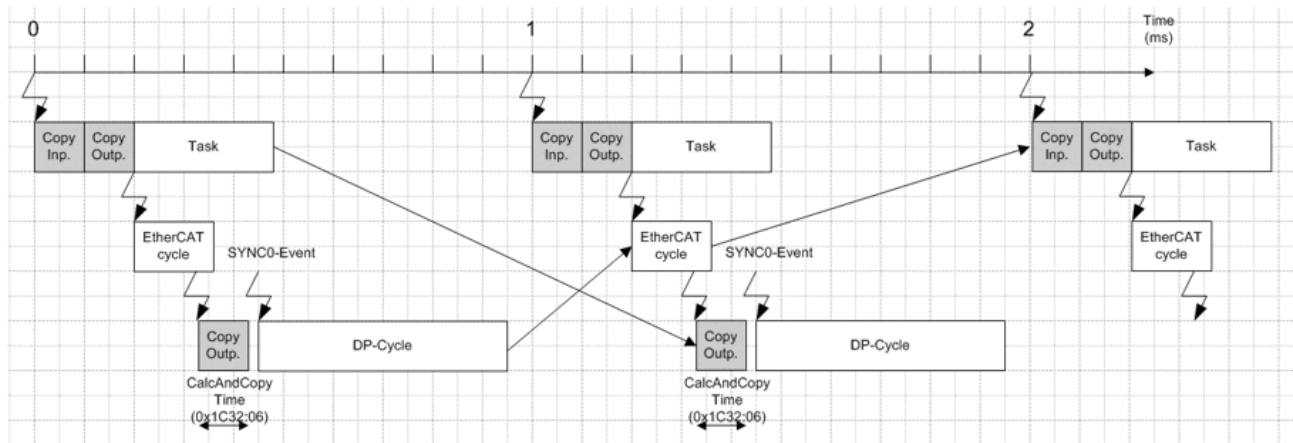 0
1
2
Time
(ms)
Copy
Inp.
Copy
Outp.
Task
Copy
Inp.
Copy
Outp.
Task
Copy
Inp.
Copy
Outp.
Task
EtherCAT
cycle
SYNC0-Event
EtherCAT
cycle
SYNC0-Event
EtherCAT
cycle
Copy
Outp.
DP-Cycle
Copy
Outp.
DP-Cycle
CalcAndCopy
Time
(0x1C32:06)
CalcAndCopy
Time
(0x1C32:06)